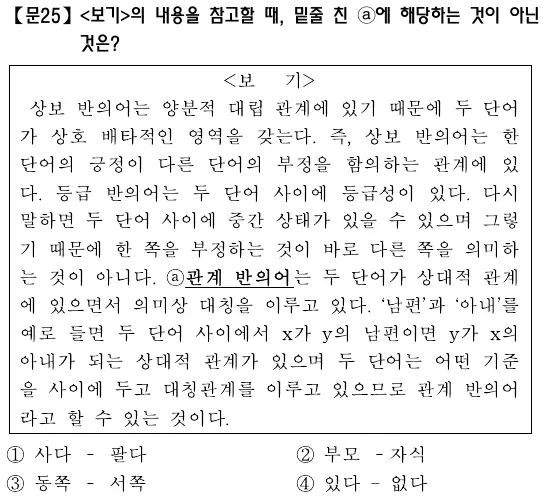 【문25】<보기>의 내용을 참고할 때, 밑줄 친 ⓐ에 해당하는 것이 아닌
것은?
<보 기>
상보 반의어는 양분적 대립 관계에 있기 때문에 두 단어
가 상호 배타적인 영역을 갖는다. 즉, 상보 반의어는 한
단어의 긍정이 다른 단어의 부정을 함의하는 관계에 있
다. 등급 반의어는 두 단어 사이에 등급성이 있다. 다시
말하면 두 단어 사이에 중간 상태가 있을 수 있으며 그렇
기 때문에 한 쪽을 부정하는 것이 바로 다른 쪽을 의미하
는 것이 아니다. ⓐ관계 반의어는 두 단어가 상대적 관계
에 있으면서 의미상 대칭을 이루고 있다. ‘남편’과 ‘아내’를
예로 들면 두 단어 사이에서 x가 y의 남편이면 y가 x의
아내가 되는 상대적 관계가 있으며 두 단어는 어떤 기준
을 사이에 두고 대칭관계를 이루고 있으므로 관계 반의어
라고 할 수 있는 것이다.
① 사다 - 팔다 ② 부모 - 자식
③ 동쪽 - 서쪽 ④ 있다 - 없다